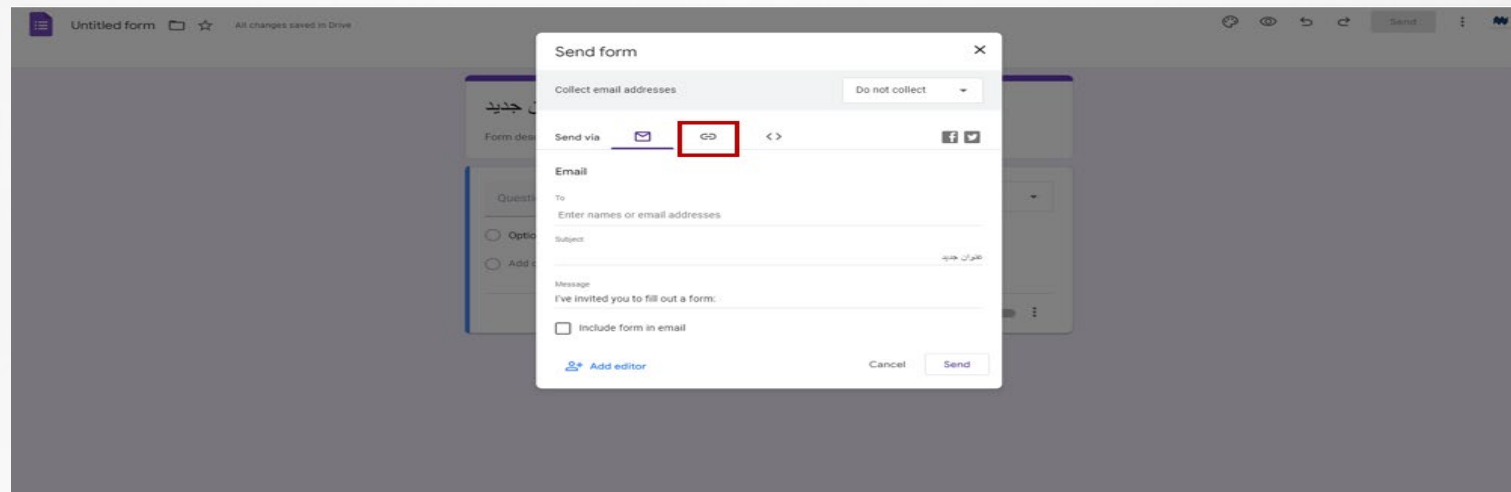 Untitled form All changes saved in Drive Send
Send form
Collect email addresses Do not collect
ن جديد
Form des
Send via
Email
Questi
To
Enter names or email addresses
Optio
Subject
عنوان جديد
Add
Message
I've invited you to fill out a form:
Include form in email
Add editor Cancel Send